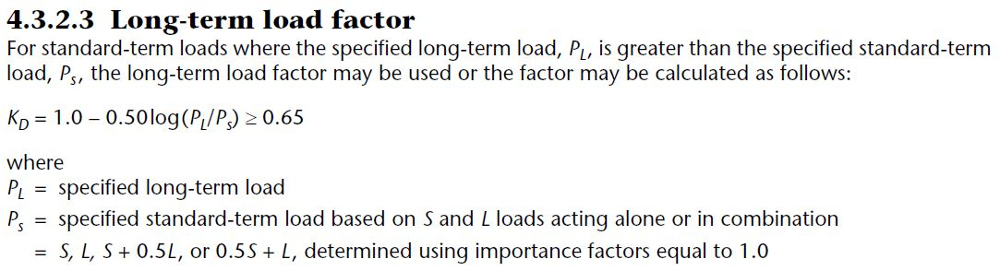 4.3.2.3 Long-term load factor
For standard-term loads where the specified long-term load, P_L, is greater than the specified standard-term
load, P_s, the long-term load factor may be used or the factor may be calculated as follows:
K_D = 1.0 – 0.50log(P_L/P_s) ≥ 0.65
where
P_L = specified long-term load
P_s = specified standard-term load based on S and L loads acting alone or in combination
= S, L, S + 0.5L, or 0.5S + L, determined using importance factors equal to 1.0